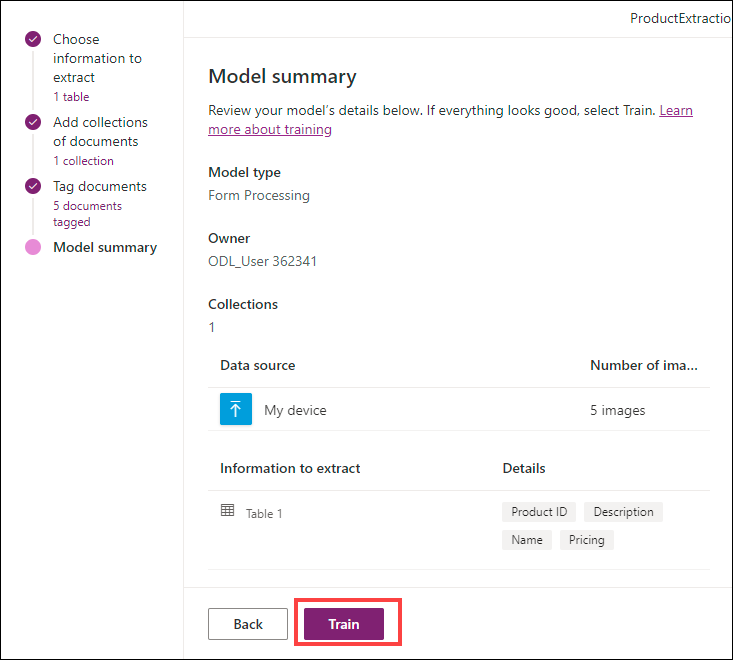 ProductExtractio
Choose
information to
extract
1 table
Add collections
of documents
1 collection
Tag documents
5 documents
tagged
Model summary
Model summary
Review your model's details below. If everything looks good, select Train. Learn
more about training
Model type
Form Processing
Owner
ODL_User 362341
Collections
1
Data source Number of ima...
My device 5 images
Information to extract Details
Table 1 Product ID Description
Name Pricing
Back Train